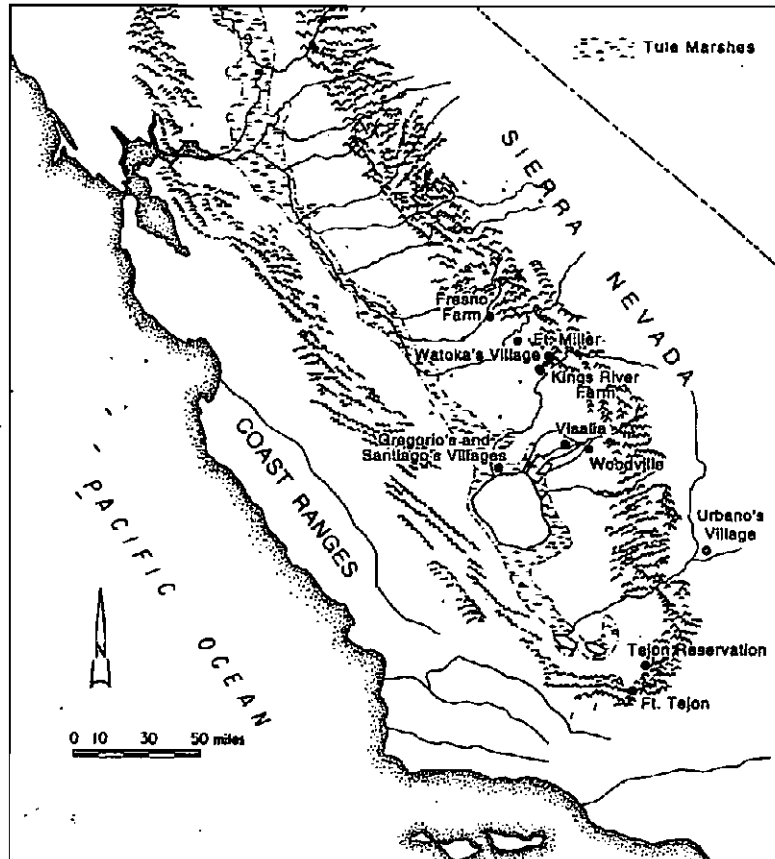 Tule Marshes
SIERRA NEVADA
Fresno
Farm
Ft. Miller
Watoka's Village
Kings River
Farm
Visalia
Gregorio's and
Santiago's Villages
Woodville
COAST RANGES
Urbano's
Village
PACIFIC OCEAN
Tejon Reservation
Ft. Tejon
0 10 30 50 miles